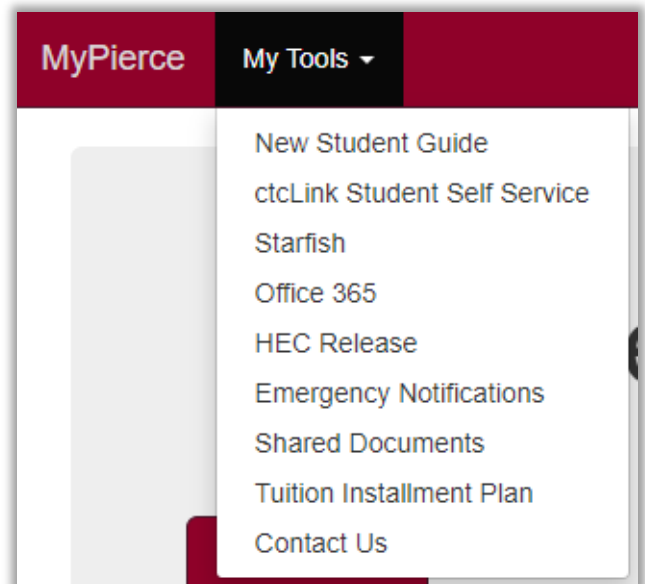 MyPierce My Tools
New Student Guide
ctcLink Student Self Service
Starfish
Office 365
HEC Release
Emergency Notifications
Shared Documents
Tuition Installment Plan
Contact Us